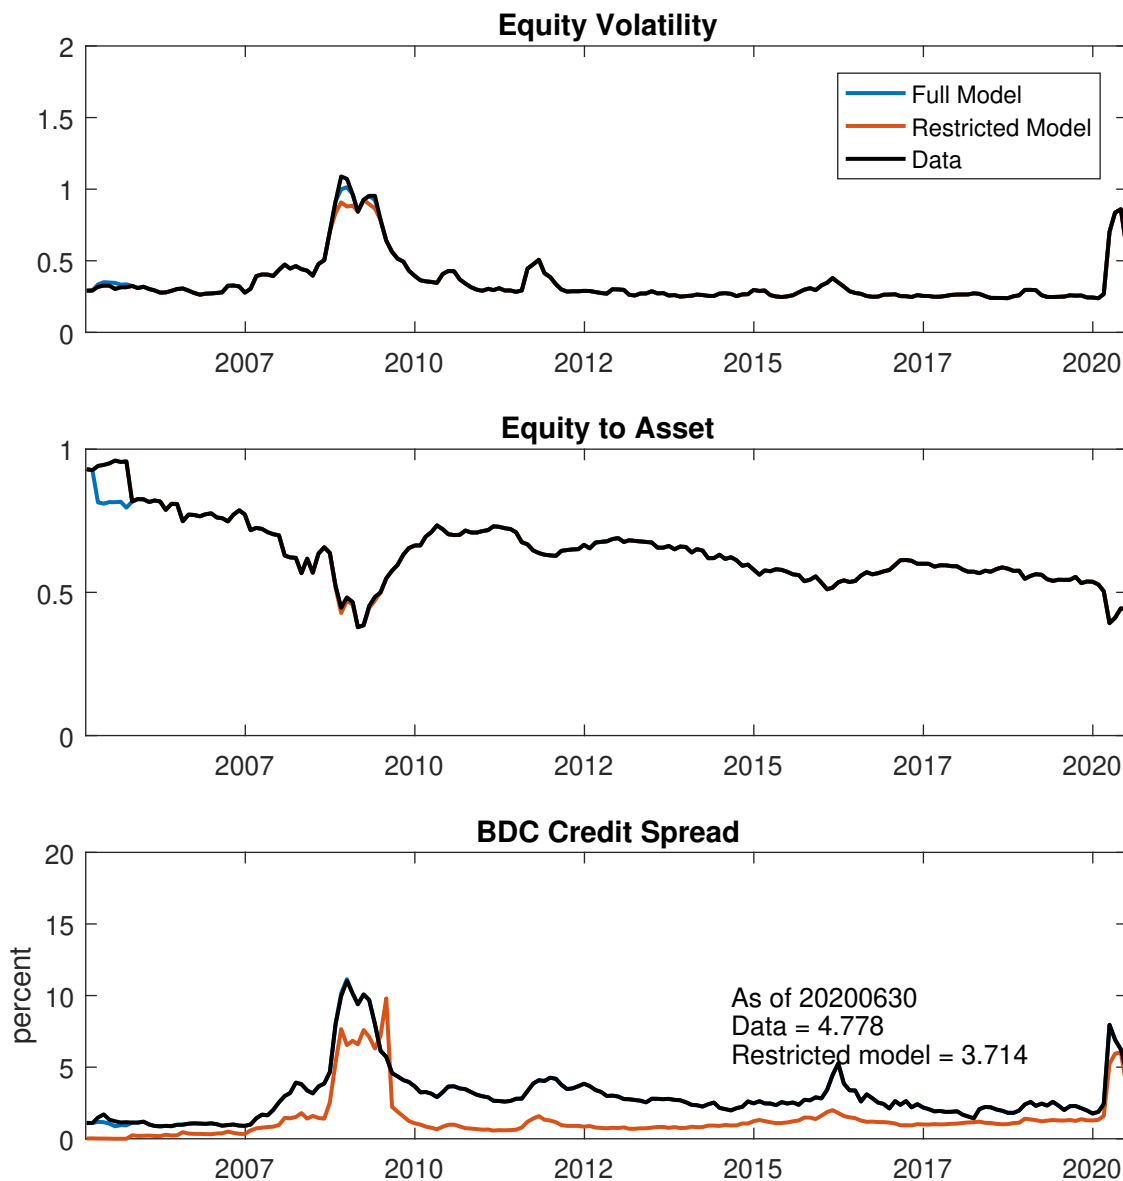 Equity Volatility
2
1.5
1
0.5
0
Full Model
Restricted Model
Data
2007 2010 2012 2015 2017 2020
Equity to Asset
1
0.5
0
2007 2010 2012 2015 2017 2020
BDC Credit Spread
20
15
10
5
0
percent
As of 20200630
Data = 4.778
Restricted model = 3.714
2007 2010 2012 2015 2017 2020